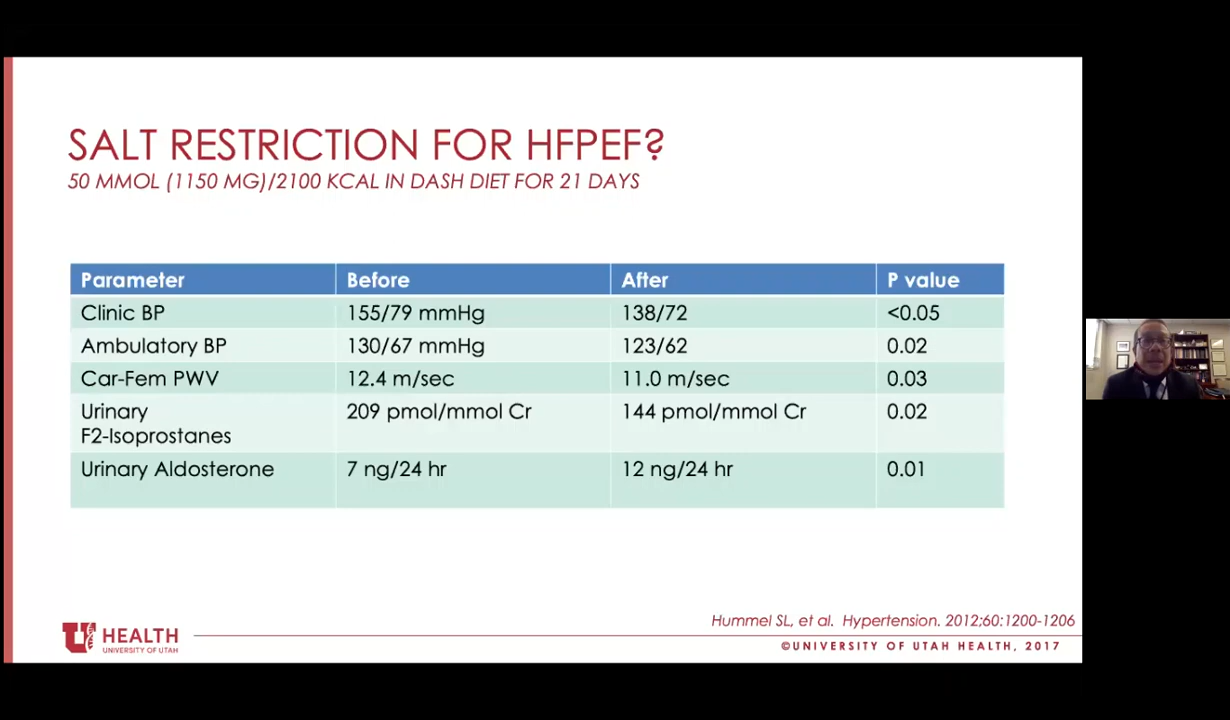 SALT RESTRICTION FOR HFPEF?
50 MMOL (1150 MG)/2100 KCAL IN DASH DIET FOR 21 DAYS
Parameter Before After P value
Clinic BP 155/79 mmHg 138/72 <0.05
Ambulatory BP 130/67 mmHg 123/62 0.02
Car-Fem PWV 12.4 m/sec 11.0 m/sec 0.03
Urinary 209 pmol/mmol Cr 144 pmol/mmol Cr 0.02
F2-Isoprostanes
Urinary Aldosterone 7 ng/24 hr 12 ng/24 hr 0.01
Hummel SL, et al. Hypertension. 2012;60:1200-1206
U HEALTH
UNIVERSITY OF UTAH
©UNIVERSITY OF UTAH HEALTH, 2017